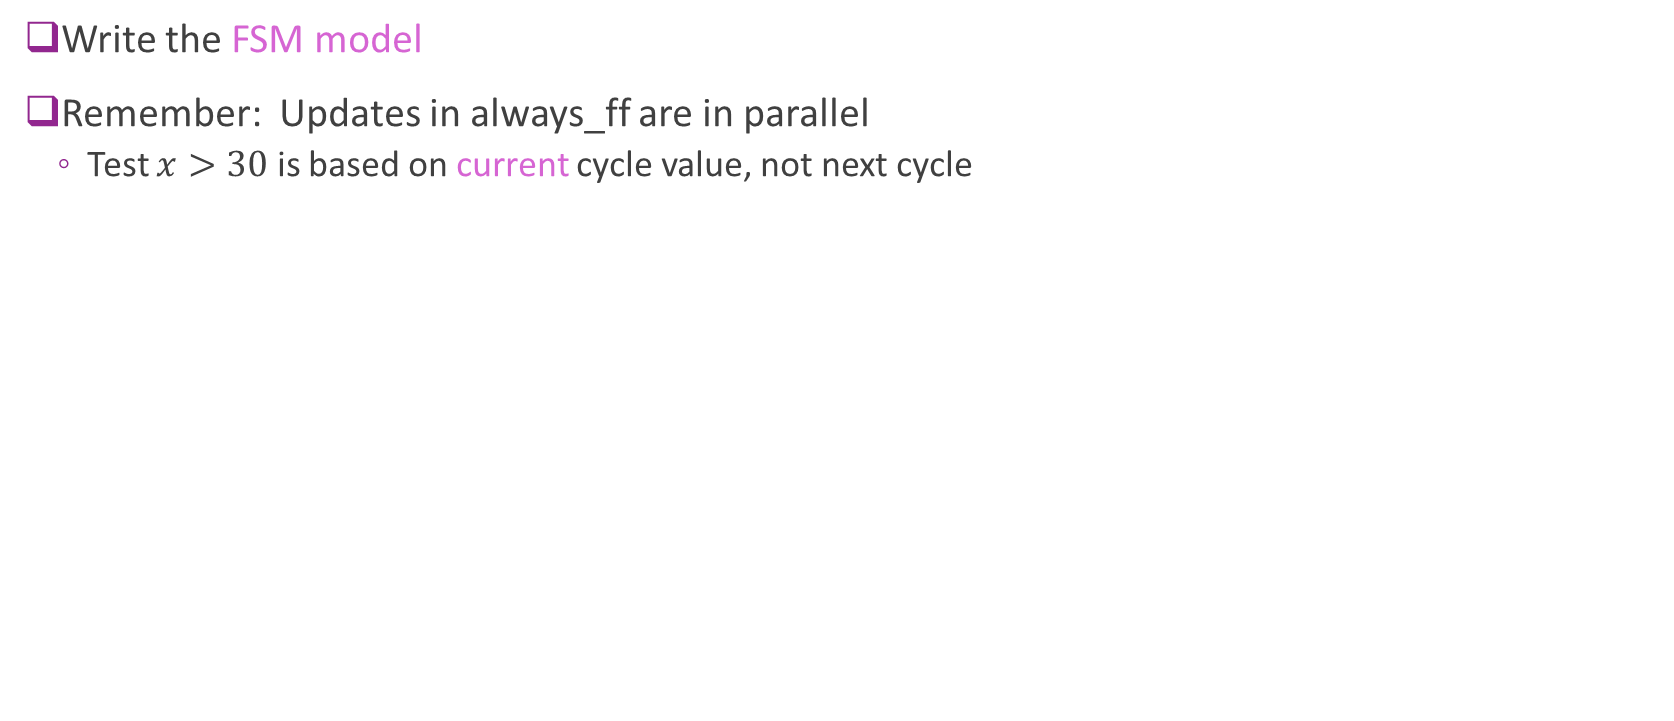 ❑Write the FSM model
❑Remember: Updates in always_ff are in parallel
◦ Test 𝑥 > 30 is based on current cycle value, not next cycle